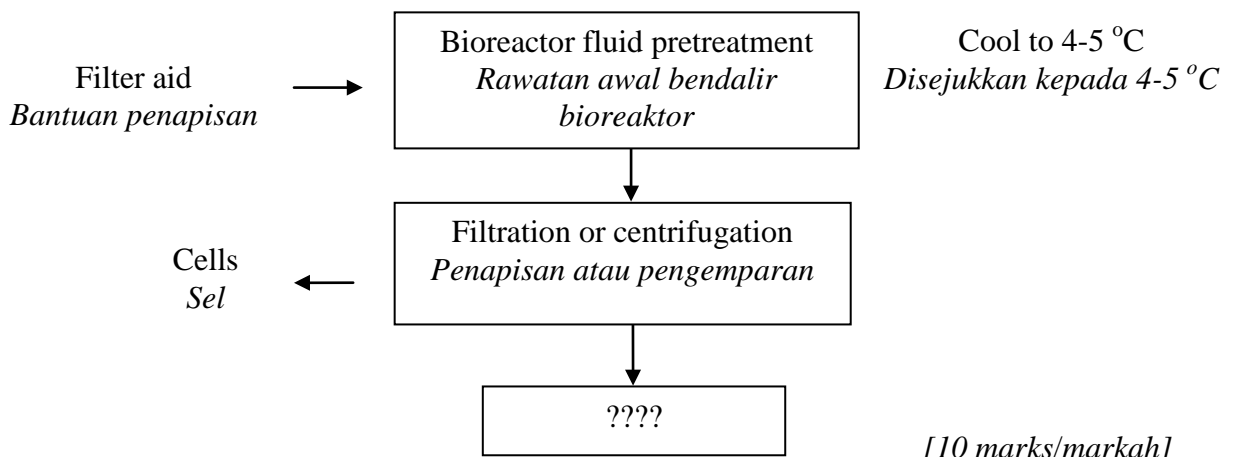 Filter aid
Bantuan penapisan
Bioreactor fluid pretreatment
Rawatan awal bendalir
bioreaktor
Cool to 4-5 °C
Disejukkan kepada 4-5 °C
Cells
Sel
Filtration or centrifugation
Penapisan atau pengemparan
????
[10 marks/markah]